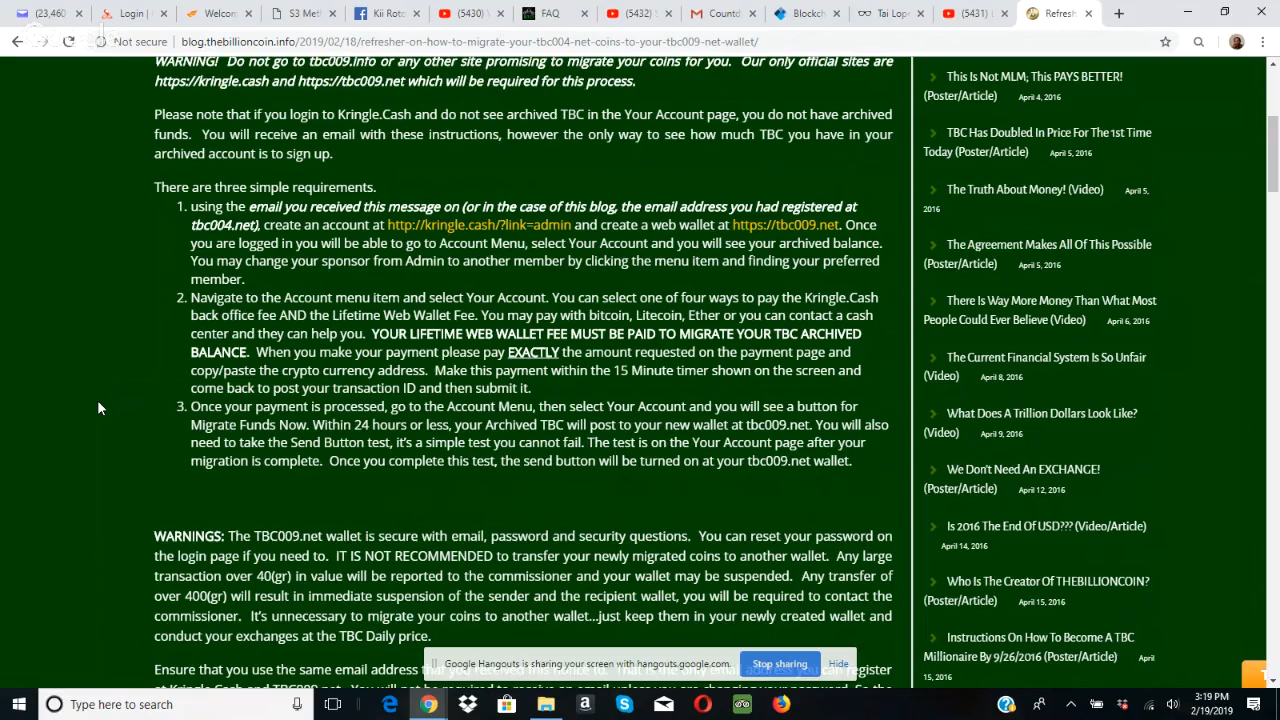 (23,460
Login
Welcom
S3 Met
Kii Roto
(5430)
FAQ
(5432)
Countd
Blockch
Tai Lop
(5431)
Refresh
Not secure | blog.thebillioncoin.info/2019/02/18/refresher-on-how-to-migrate-your-tbc004-net-coins-to-your-tbc009-net-wallet/
WARNING! Do not go to tbc009.info or any other site promising to migrate your coins for you. Our only official sites are
https://kringle.cash and https://tbc009.net which will be required for this process.
Please note that if you login to Kringle.Cash and do not see archived TBC in the Your Account page, you do not have archived
funds. You will receive an email with these instructions, however the only way to see how much TBC you have in your
archived account is to sign up.
There are three simple requirements.
1. using the email you received this message on (or in the case of this blog, the email address you had registered at
tbc004.net), create an account at http://kringle.cash/?link=admin and create a web wallet at https://tbc009.net. Once
you are logged in you will be able to go to Account Menu, select Your Account and you will see your archived balance.
You may change your sponsor from Admin to another member by clicking the menu item and finding your preferred
member.
2. Navigate to the Account menu item and select Your Account. You can select one of four ways to pay the Kringle.Cash
back office fee AND the Lifetime Web Wallet Fee. You may pay with bitcoin, Litecoin, Ether or you can contact a cash
center and they can help you. YOUR LIFETIME WEB WALLET FEE MUST BE PAID TO MIGRATE YOUR TBC ARCHIVED
BALANCE. When you make your payment please pay EXACTLY the amount requested on the payment page and
copy/paste the crypto currency address. Make this payment within the 15 Minute timer shown on the screen and
come back to post your transaction ID and then submit it.
3. Once your payment is processed, go to the Account Menu, then select Your Account and you will see a button for
Migrate Funds Now. Within 24 hours or less, your Archived TBC will post to your new wallet at tbc009.net. You will also
need to take the Send Button test, it's a simple test you cannot fail. The test is on the Your Account page after your
migration is complete. Once you complete this test, the send button will be turned on at your tbc009.net wallet.
WARNINGS: The TBC009.net wallet is secure with email, password and security questions. You can reset your password on
the login page if you need to. IT IS NOT RECOMMENDED to transfer your newly migrated coins to another wallet. Any large
transaction over 40(gr) in value will be reported to the commissioner and your wallet may be suspended. Any transfer of
over 400(gr) will result in immediate suspension of the sender and the recipient wallet, you will be required to contact the
commissioner. It's unnecessary to migrate your coins to another wallet...just keep them in your newly created wallet and
conduct your exchanges at the TBC Daily price.
Ensure that you use the same email address
register
This Is Not MLM; This PAYS BETTER!
(Poster/Article) April 4, 2016
TBC Has Doubled In Price For The 1st Time
Today (Poster/Article) April 5, 2016
The Truth About Money! (Video) April 5,
2016
The Agreement Makes All Of This Possible
(Poster/Article) April 5, 2016
There Is Way More Money Than What Most
People Could Ever Believe (Video) April 6, 2016
The Current Financial System Is So Unfair
(Video) April 8, 2016
What Does A Trillion Dollars Look Like?
(Video) April 9, 2016
We Don't Need An EXCHANGE!
(Poster/Article) April 12, 2016
Is 2016 The End Of USD??? (Video/Article)
April 14, 2016
Who Is The Creator Of THEBILLIONCOIN?
(Poster/Article) April 15, 2016
Instructions On How To Become A TBC
Millionaire By 9/26/2016 (Poster/Article) April
15, 2016
Google Hangouts is sharing your screen with hangouts.google.com.
Stop sharing
Hide
Type here to search
3:19 PM
2/19/2019